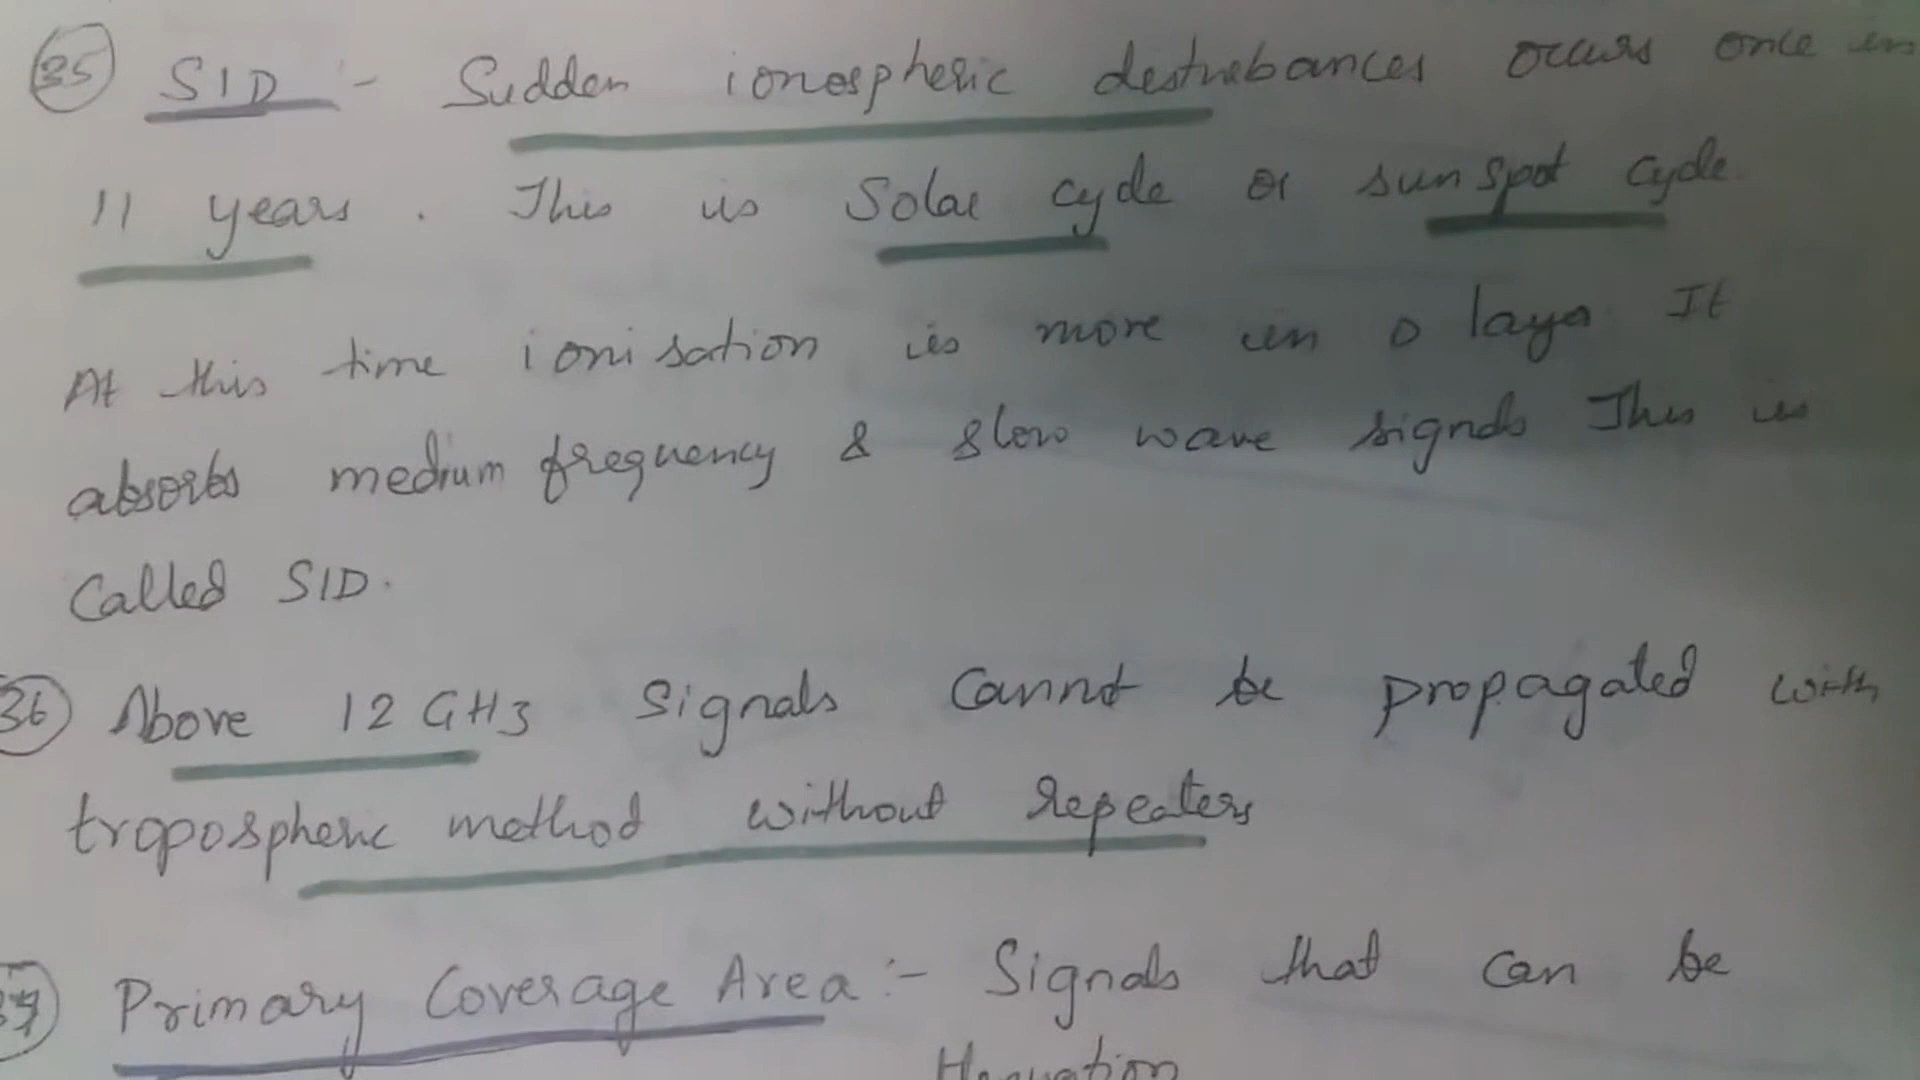 35 SID :- Sudden ionospheric desturbances occurs once in
11 years. This is Solar cycle or sunspot cycle
At this time ionisation is more in D layer. It
absorbs medium frequency & slow wave signals This is
Called SID.
36 Above 12 GHz Signals cannot be propagated with
tropospheric method without repeaters
37 Primary Coverage Area :- Signals that can be